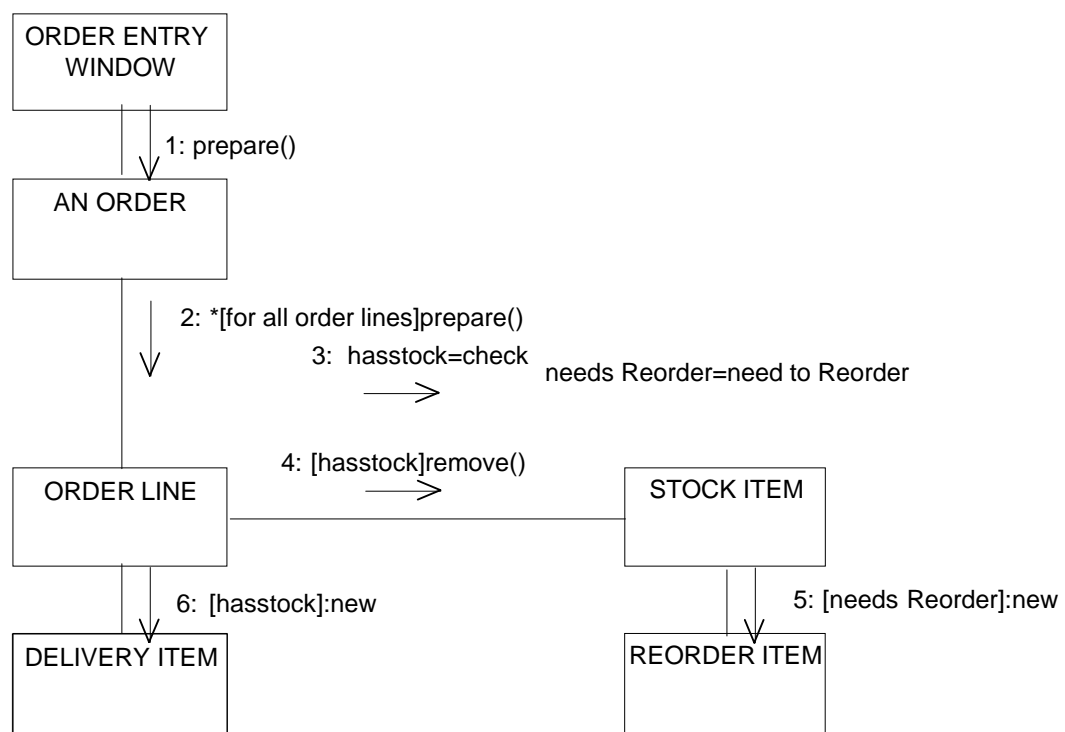 ORDER ENTRY
WINDOW
1: prepare()
AN ORDER
2: *[for all order lines]prepare()
3: hasstock=check
needs Reorder=need to Reorder
4: [hasstock]remove()
ORDER LINE
STOCK ITEM
6: [hasstock]:new
5: [needs Reorder]:new
DELIVERY ITEM
REORDER ITEM